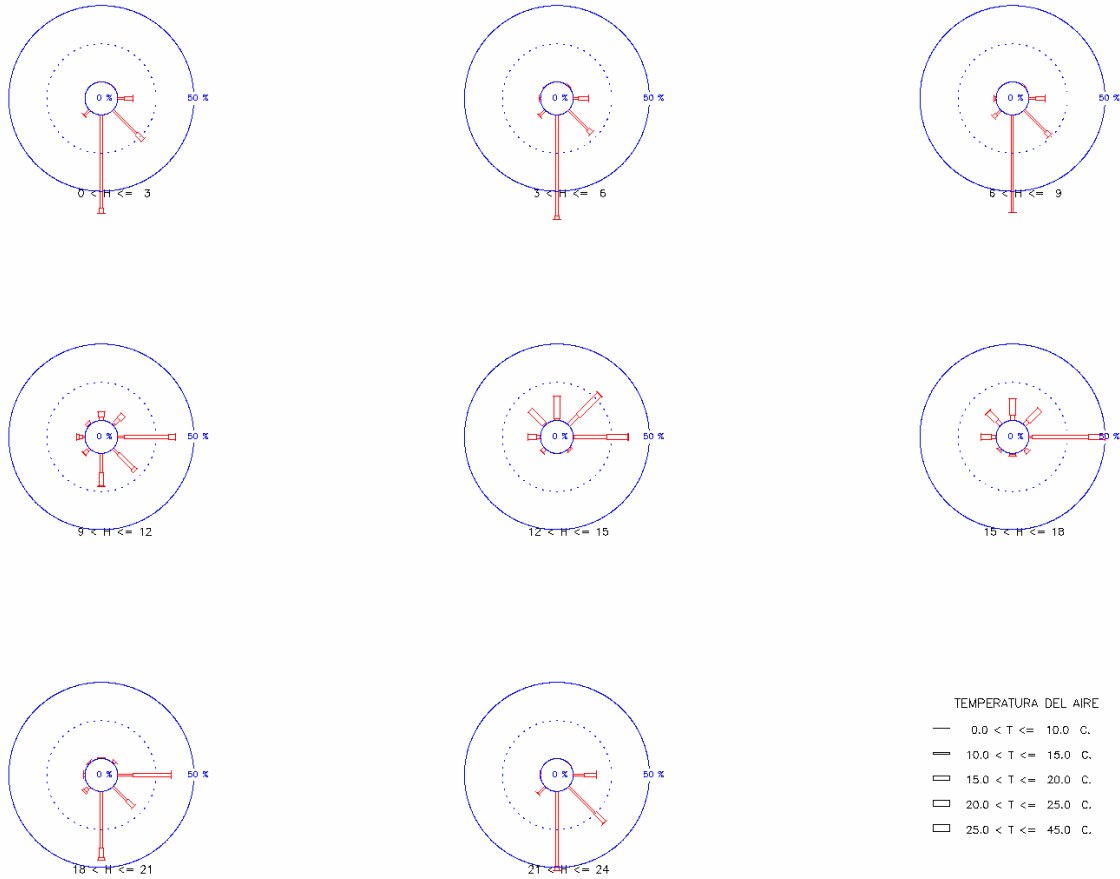 0 % 50 %
0 < H <= 3
0 % 50 %
3 < H <= 6
0 % 50 %
6 < H <= 9
0 % 50 %
9 < H <= 12
0 % 50 %
12 < H <= 15
0 % 50 %
15 < H <= 18
0 % 50 %
18 < H <= 21
0 % 50 %
21 < H <= 24
TEMPERATURA DEL AIRE
0.0 < T <= 10.0 C.
10.0 < T <= 15.0 C.
15.0 < T <= 20.0 C.
20.0 < T <= 25.0 C.
25.0 < T <= 45.0 C.